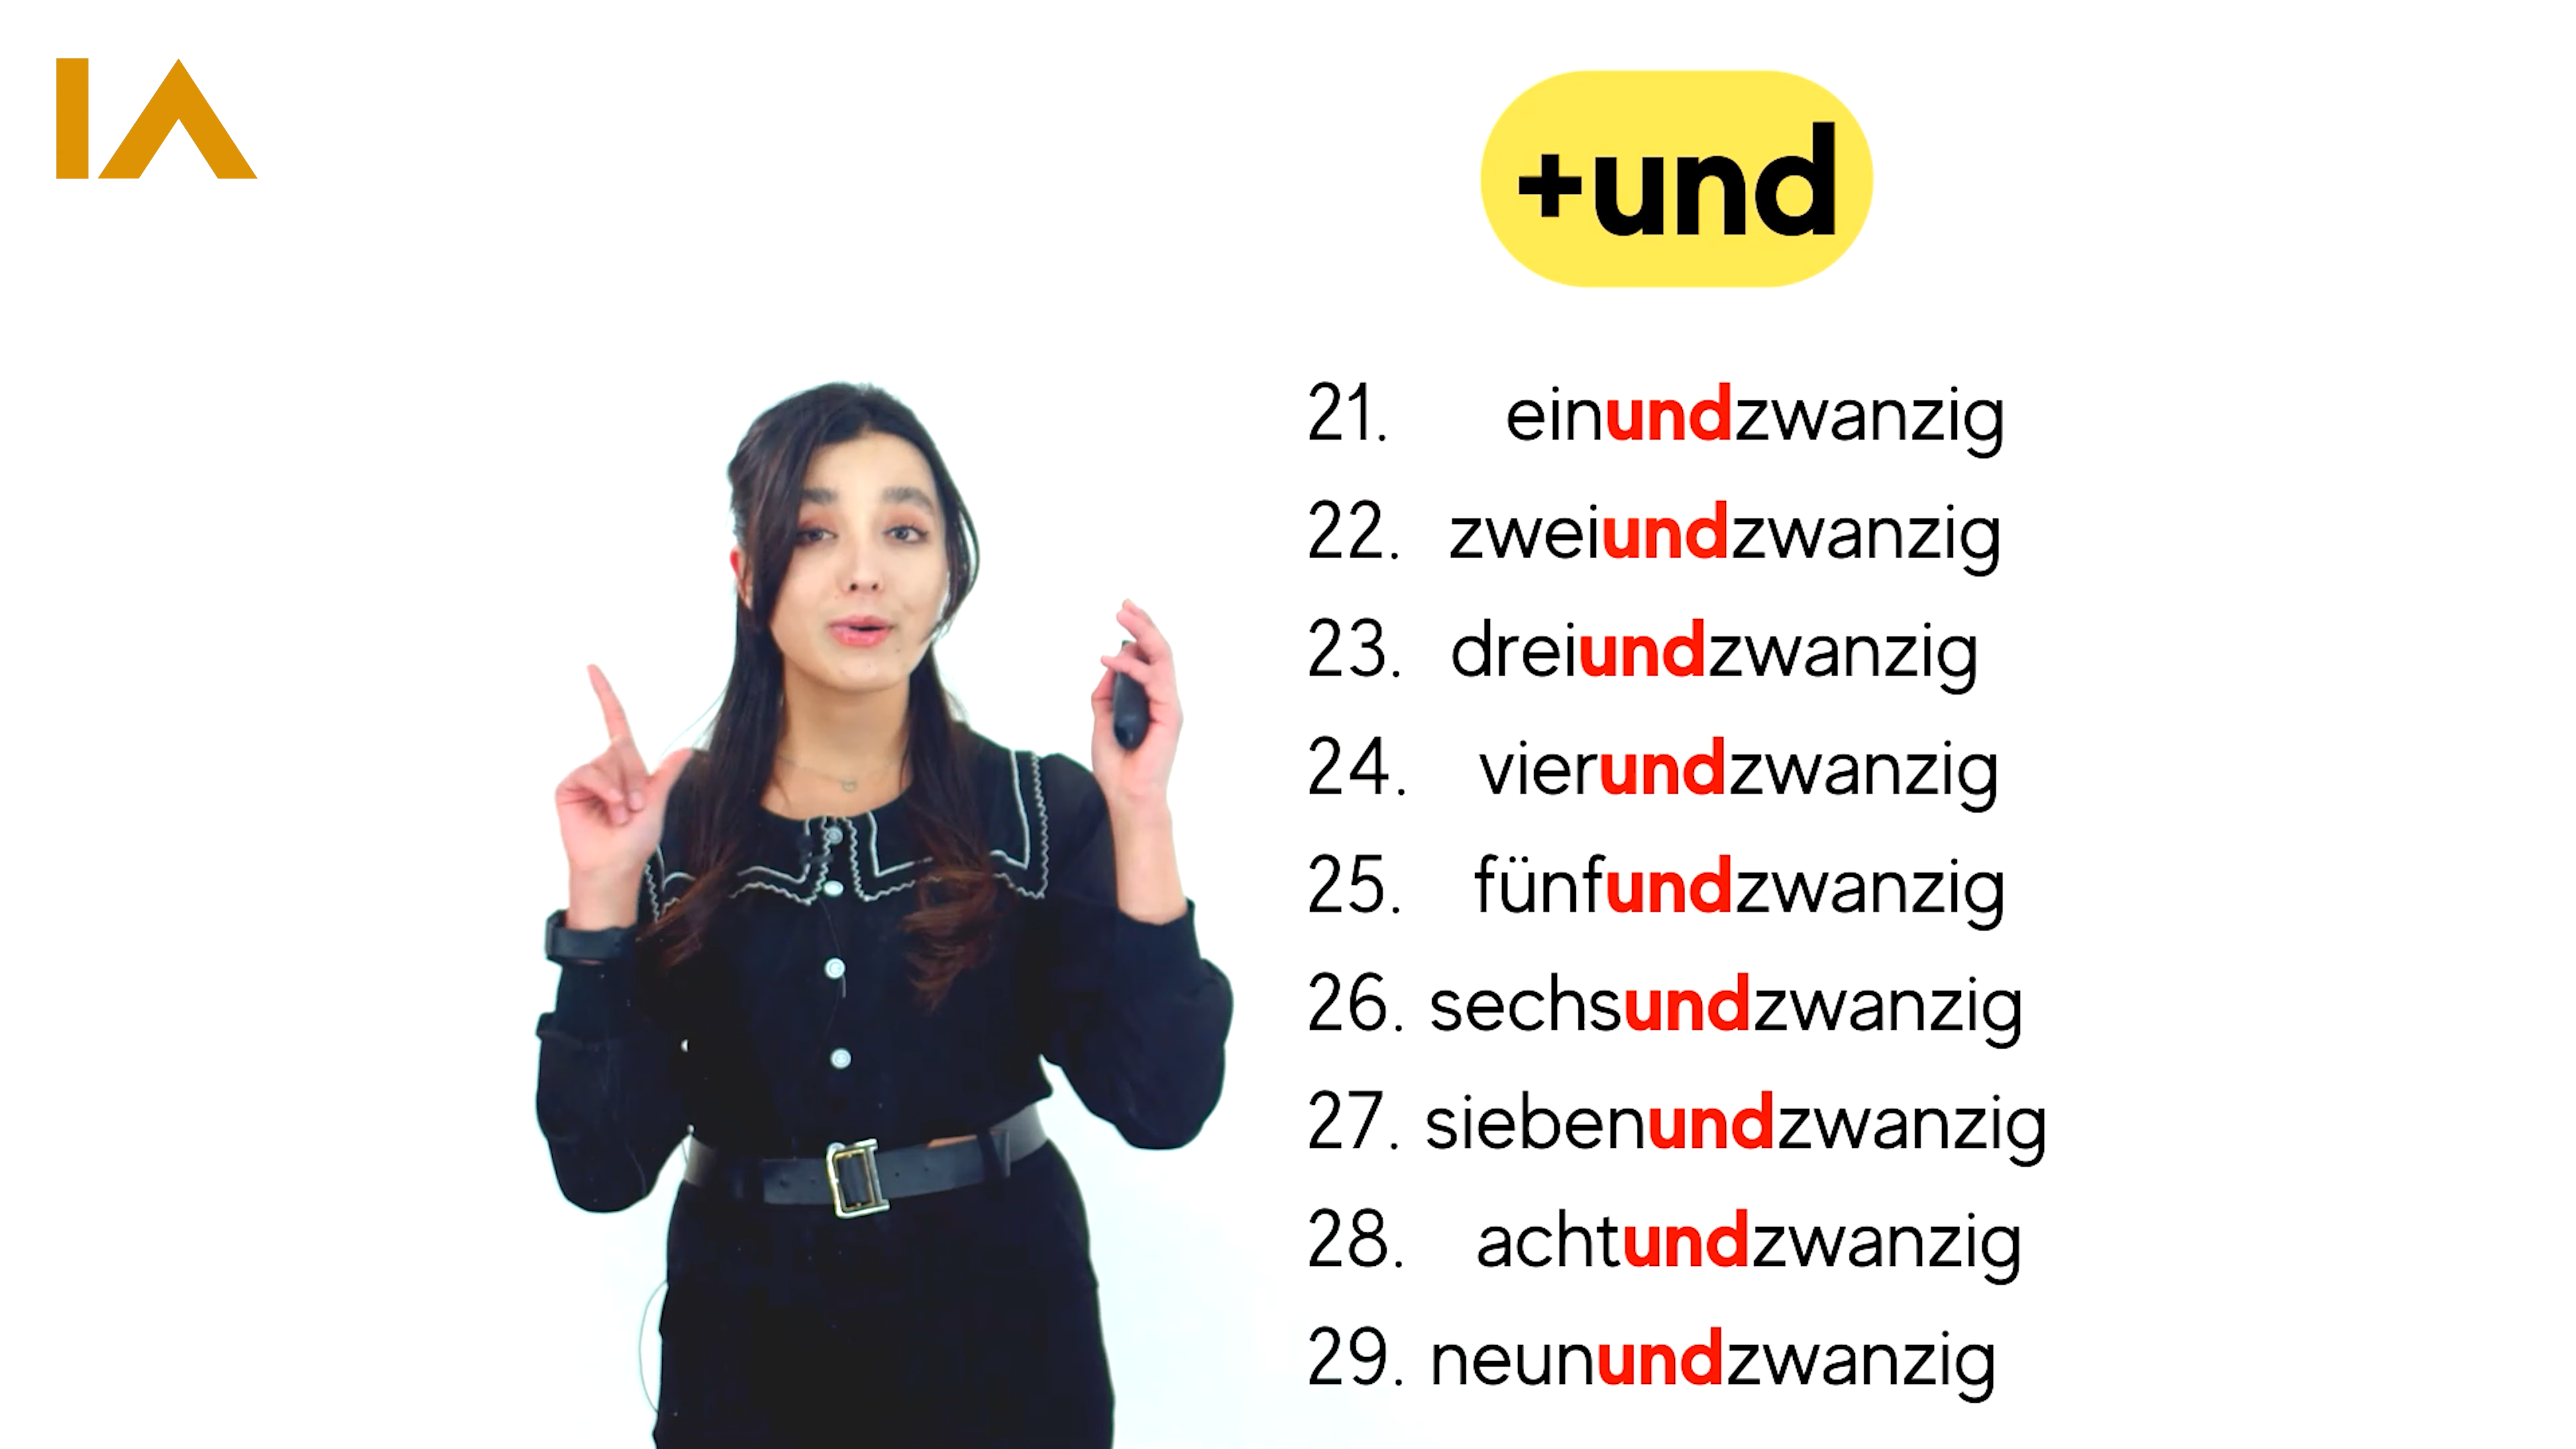 IA
+und
21. einundzwanzig
22. zweiundzwanzig
23. dreiundzwanzig
24. vierundzwanzig
25. fünfundzwanzig
26. sechsundzwanzig
27. siebenundzwanzig
28. achtundzwanzig
29. neunundzwanzig